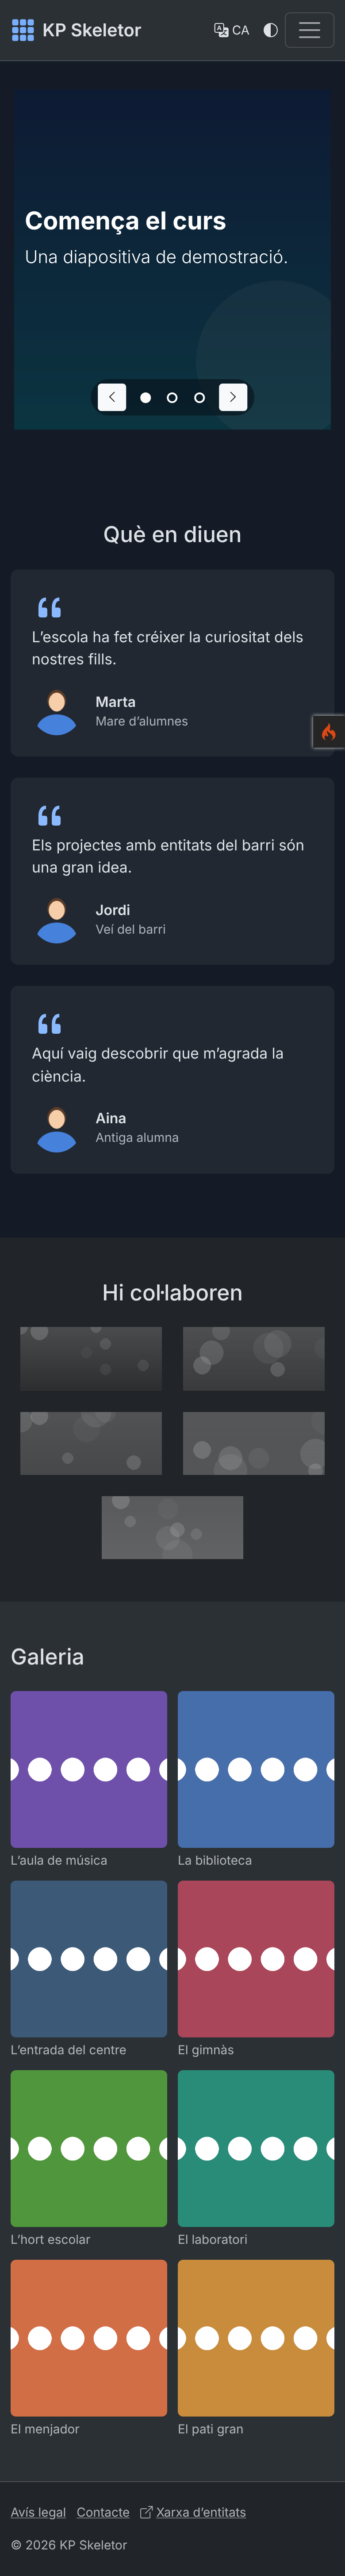 KP Skeletor
CA
Comença el curs
Una diapositiva de demostració.
Què en diuen
L’escola ha fet créixer la curiositat dels
nostres fills.
Marta
Mare d’alumnes
Els projectes amb entitats del barri són
una gran idea.
Jordi
Veí del barri
Aquí vaig descobrir que m’agrada la
ciència.
Aina
Antiga alumna
Hi col·laboren
Galeria
L’aula de música
La biblioteca
L’entrada del centre
El gimnàs
L’hort escolar
El laboratori
El menjador
El pati gran
Avís legal Contacte Xarxa d’entitats
© 2026 KP Skeletor